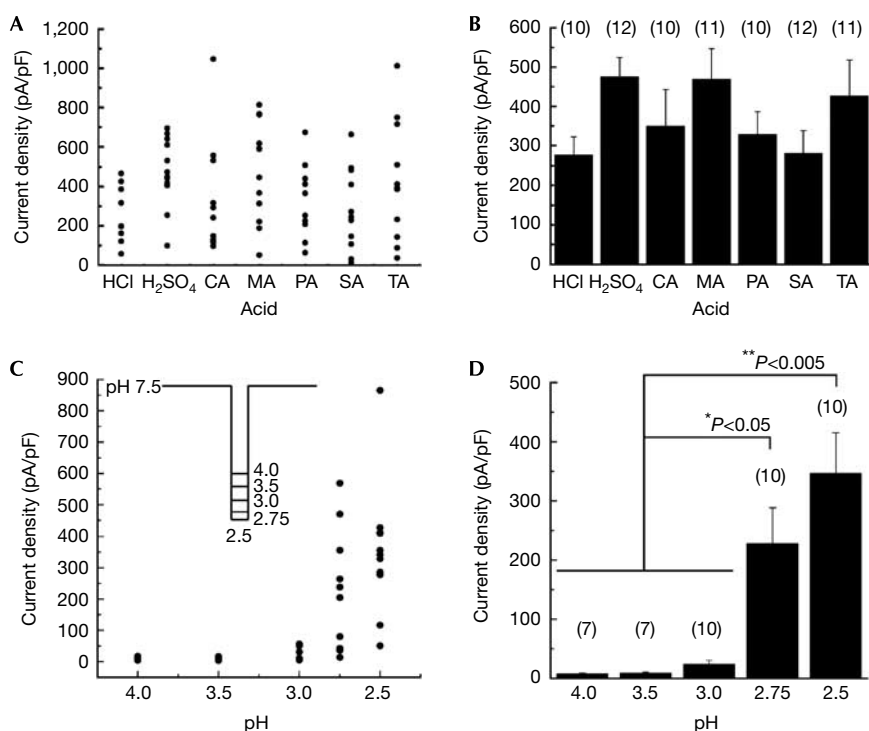 A
Current density (pA/pF)
1,200
1,000
800
600
400
200
0
HCl H₂SO₄ CA MA PA SA TA
Acid
B
Current density (pA/pF)
600
500
400
300
200
100
0
(10) (12) (10) (11) (10) (12) (11)
HCl H₂SO₄ CA MA PA SA TA
Acid
C
Current density (pA/pF)
900
800
700
600
500
400
300
200
100
0
pH 7.5
4.0
3.5
3.0
2.75
2.5
4.0 3.5 3.0 2.5
pH
D
Current density (pA/pF)
500
400
300
200
100
0
**P<0.005
*P<0.05
(7) (7) (10) (10) (10)
4.0 3.5 3.0 2.75 2.5
pH